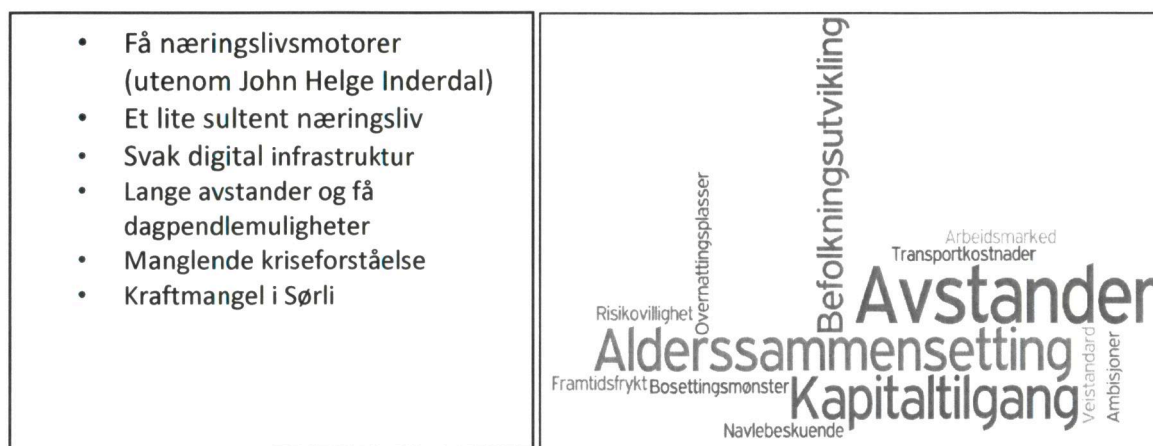 • Få næringslivsmotorer
(utenom John Helge Inderdal)
• Et lite sultent næringsliv
• Svak digital infrastruktur
• Lange avstander og få
dagpendlemuligheter
• Manglende kriseforståelse
• Kraftmangel i Sørli
Befolkningsutvikling
Overnattingsplasser
Arbeidsmarked
Transportkostnader
Avstander
Risikovillighet
Alderssammensetting
Veistandard
Ambisjoner
Framtidsfrykt
Bosettingsmønster
Kapitaltilgang
Navlebeskuende